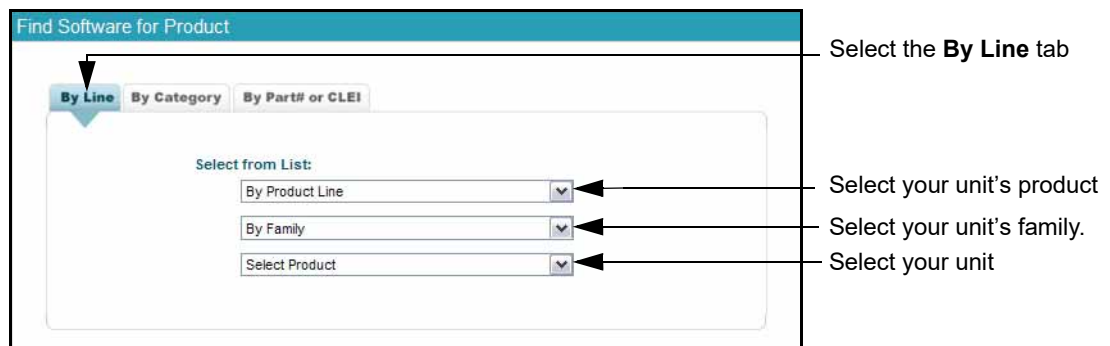 Find Software for Product
Select the By Line tab
By Line By Category By Part# or CLEI
Select from List:
By Product Line
Select your unit's product
By Family
Select your unit's family.
Select Product
Select your unit